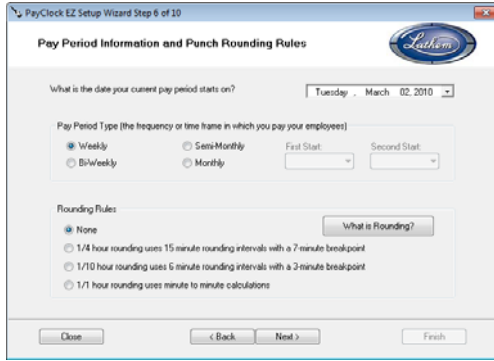 PayClock EZ Setup Wizard Step 6 of 10
Pay Period Information and Punch Rounding Rules
Lathem
What is the date your current pay period starts on?
Tuesday , March 02, 2010
Pay Period Type (the frequency or time frame in which you pay your employees)
Weekly Semi-Monthly First Start: Second Start:
Bi-Weekly Monthly
Rounding Rules
None What is Rounding?
1/4 hour rounding uses 15 minute rounding intervals with a 7-minute breakpoint
1/10 hour rounding uses 6 minute rounding intervals with a 3-minute breakpoint
1/1 hour rounding uses minute to minute calculations
Close < Back Next > Finish